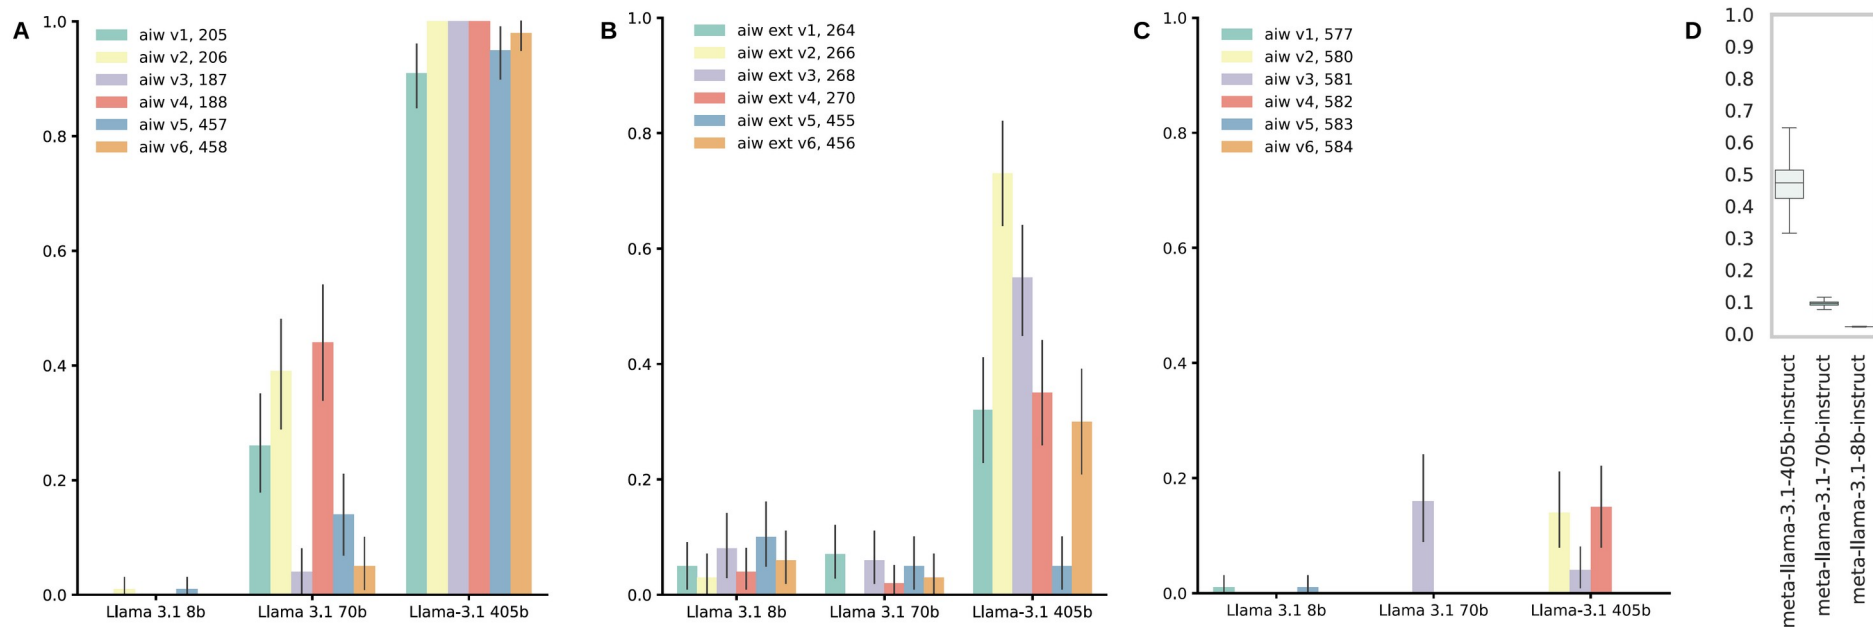 A
1.0
0.8
0.6
0.4
0.2
0.0
aiw v1, 205
aiw v2, 206
aiw v3, 187
aiw v4, 188
aiw v5, 457
aiw v6, 458
Llama 3.1 8b
Llama 3.1 70b
Llama-3.1 405b
B
1.0
0.8
0.6
0.4
0.2
0.0
aiw ext v1, 264
aiw ext v2, 266
aiw ext v3, 268
aiw ext v4, 270
aiw ext v5, 455
aiw ext v6, 456
Llama 3.1 8b
Llama 3.1 70b
Llama-3.1 405b
C
1.0
0.8
0.6
0.4
0.2
0.0
aiw v1, 577
aiw v2, 580
aiw v3, 581
aiw v4, 582
aiw v5, 583
aiw v6, 584
Llama 3.1 8b
Llama 3.1 70b
Llama-3.1 405b
D
1.0
0.9
0.8
0.7
0.6
0.5
0.4
0.3
0.2
0.1
0.0
meta-llama-3.1-405b-instruct
meta-llama-3.1-70b-instruct
meta-llama-3.1-8b-instruct